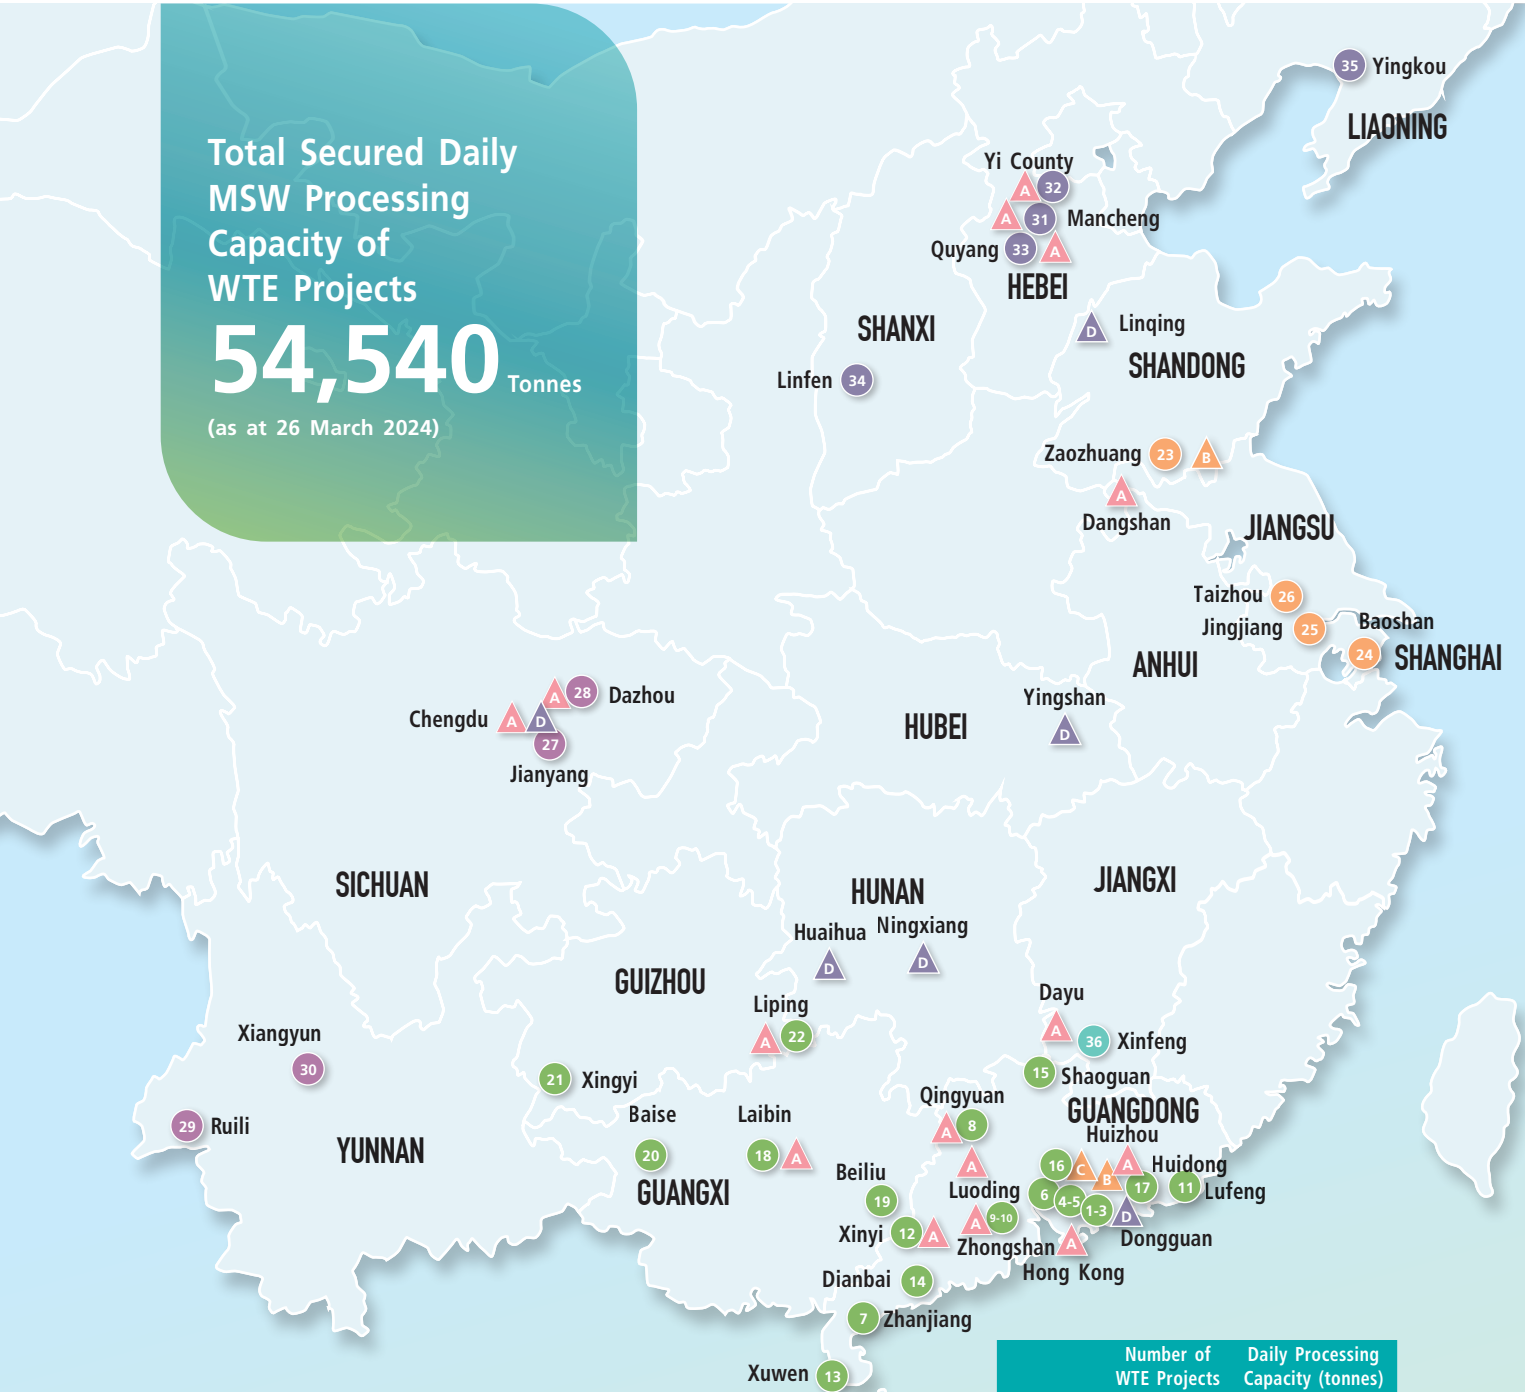 Total Secured Daily
MSW Processing
Capacity of
WTE Projects
54,540 Tonnes
(as at 26 March 2024)
35 Yingkou
LIAONING
Yi County
A 32
A 31 Mancheng
Quyang 33 A
HEBEI
SHANXI
D Linqing
SHANDONG
Linfen 34
Zaozhuang 23 B
A
Dangshan
JIANGSU
Taizhou 26
Jingjiang 25
Baoshan
24 SHANGHAI
ANHUI
A 28 Dazhou
Chengdu A D
27
Jianyang
HUBEI
Yingshan
D
SICHUAN
HUNAN
JIANGXI
Huaihua
D
Ningxiang
D
GUIZHOU
Liping
A 22
Dayu
A
36 Xinfeng
Xiangyun
30
21 Xingyi
15 Shaoguan
29 Ruili
YUNNAN
Baise
20
Laibin
18 A
GUANGXI
Qingyuan
A 8
GUANGDONG
Huizhou
16 C B A Huidong
6 4-5 1-3 17 11 Lufeng
D
Dongguan
Beiliu
19
A
Luoding
A 9-10
Xinyi 12 A
Zhongshan A
Hong Kong
Dianbai 14
7 Zhanjiang
Xuwen 13
Number of
WTE Projects
Daily Processing
Capacity (tonnes)